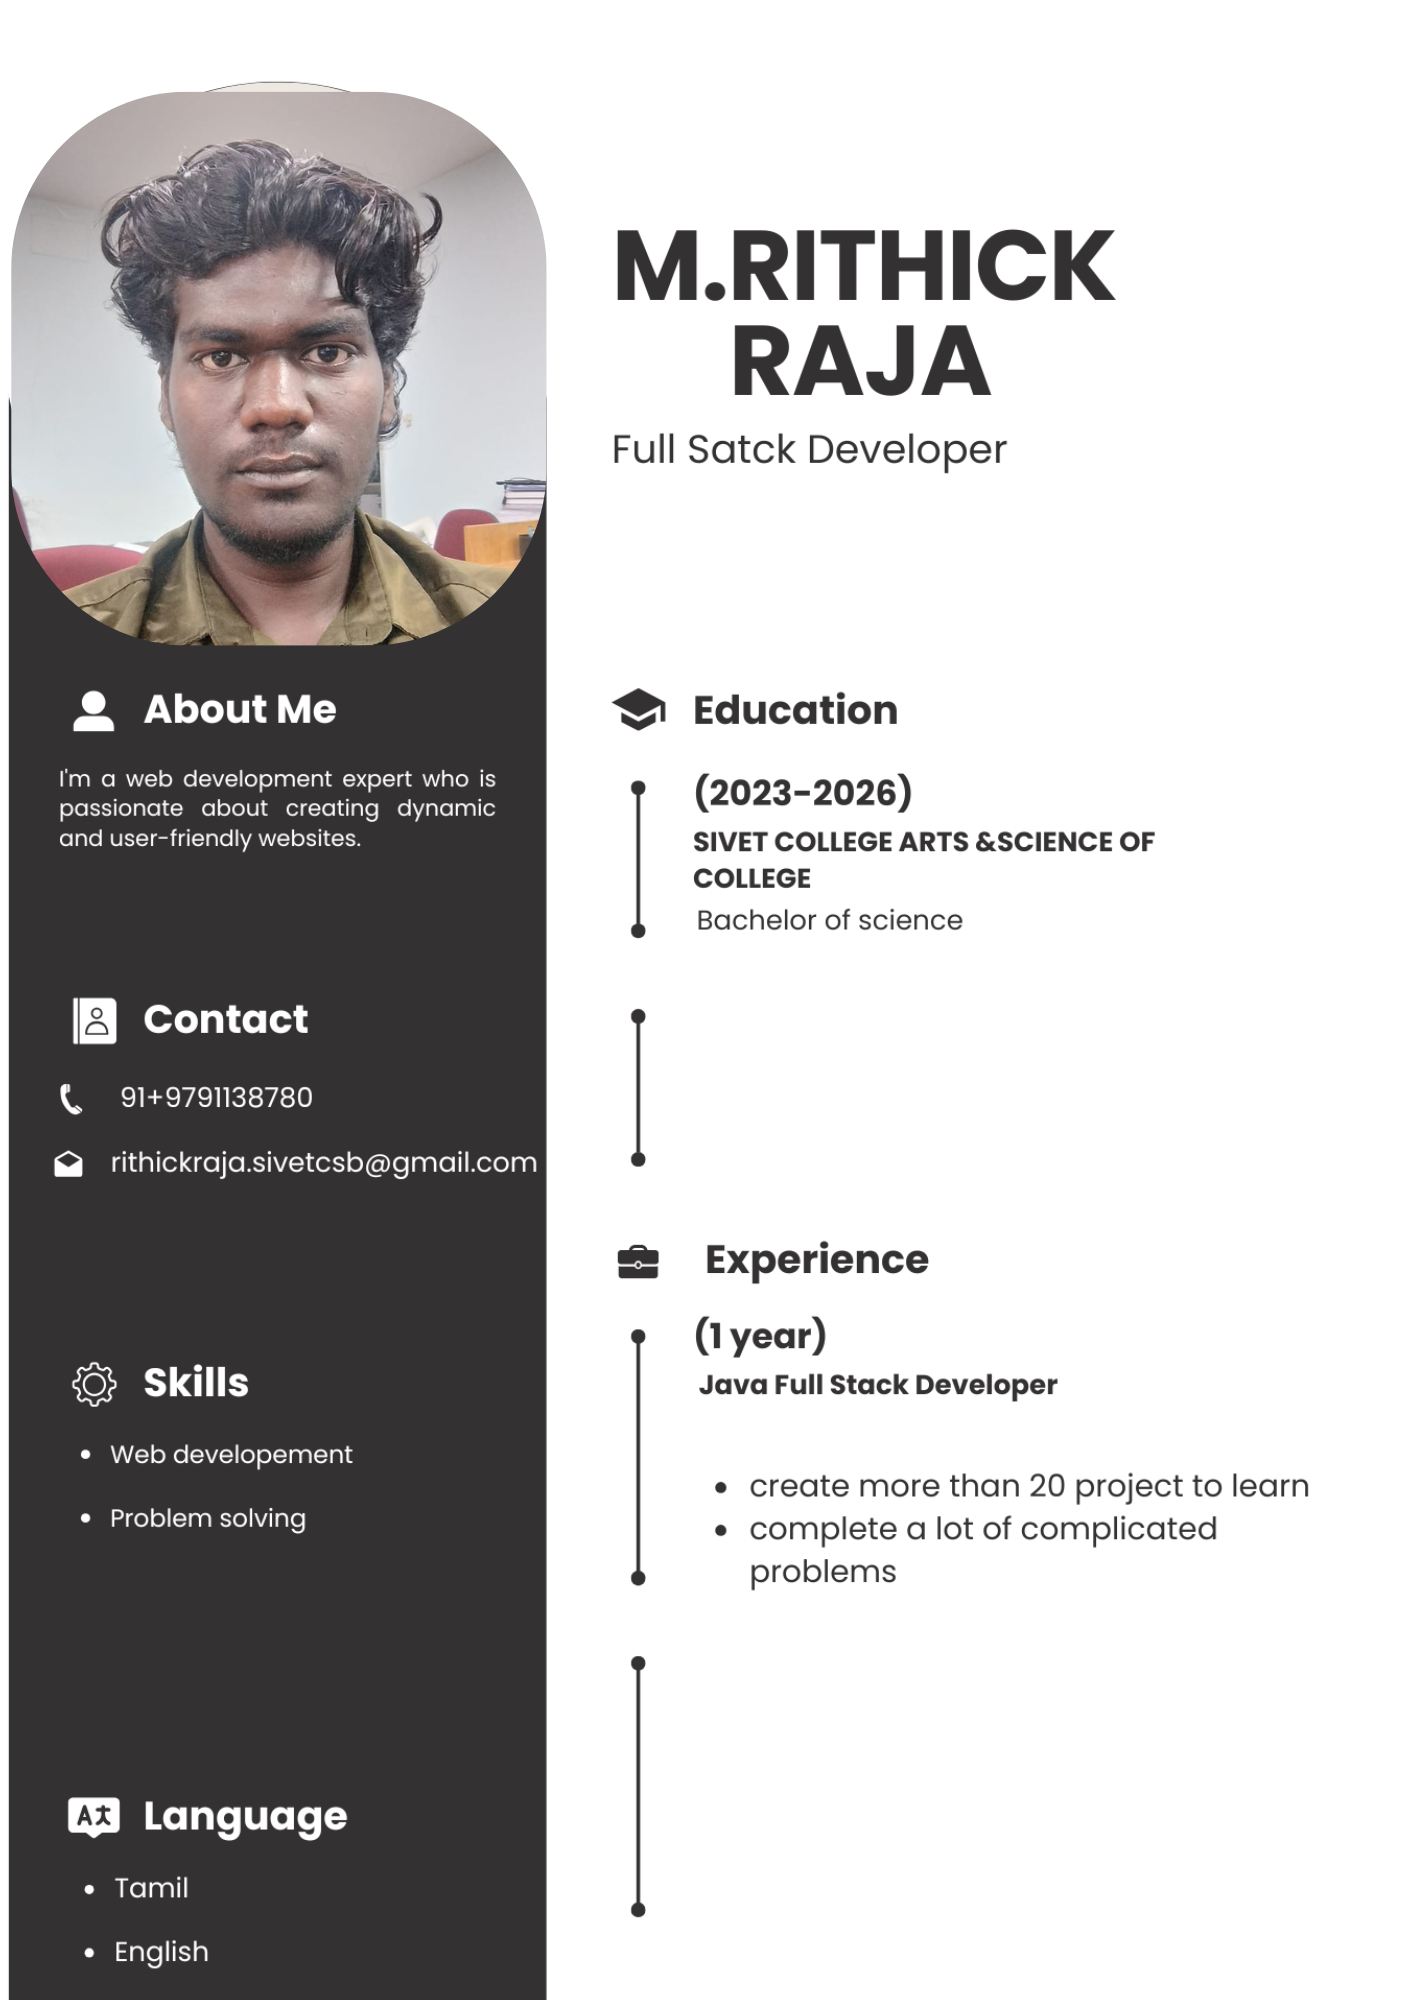 M.RITHICK
RAJA
Full Satck Developer
About Me
I'm a web development expert who is
passionate about creating dynamic
and user-friendly websites.
Contact
91+9791138780
rithickraja.sivetcsb@gmail.com
Skills
Web developement
Problem solving
Language
Tamil
English
Education
(2023-2026)
SIVET COLLEGE ARTS &SCIENCE OF
COLLEGE
Bachelor of science
Experience
(1 year)
Java Full Stack Developer
create more than 20 project to learn
complete a lot of complicated
problems